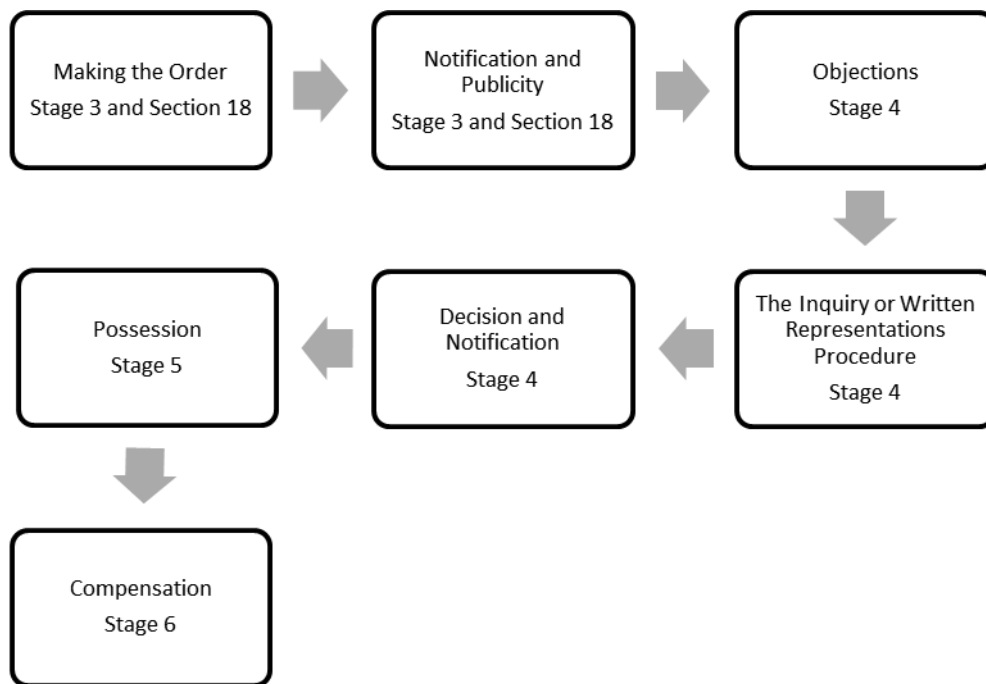 Making the Order
Stage 3 and Section 18
Notification and
Publicity
Stage 3 and Section 18
Objections
Stage 4
The Inquiry or Written
Representations
Procedure
Stage 4
Decision and
Notification
Stage 4
Possession
Stage 5
Compensation
Stage 6